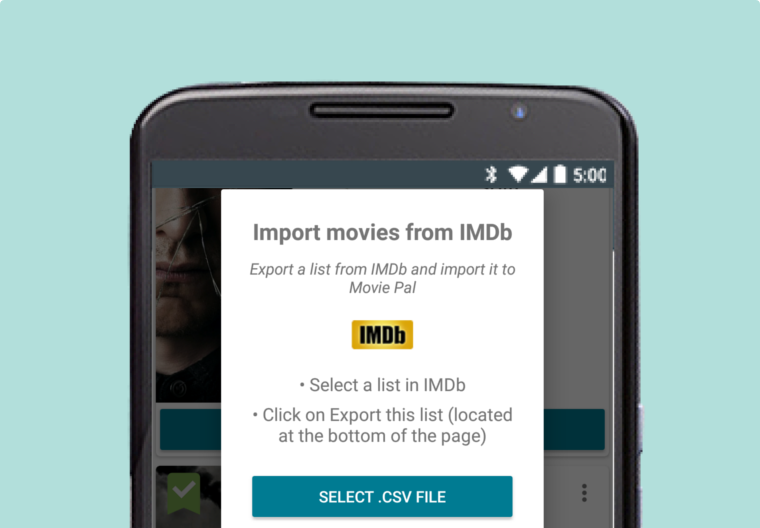 5:00
Import movies from IMDb
Export a list from IMDb and import it to
Movie Pal
IMDb
• Select a list in IMDb
• Click on Export this list (located
at the bottom of the page)
SELECT .CSV FILE